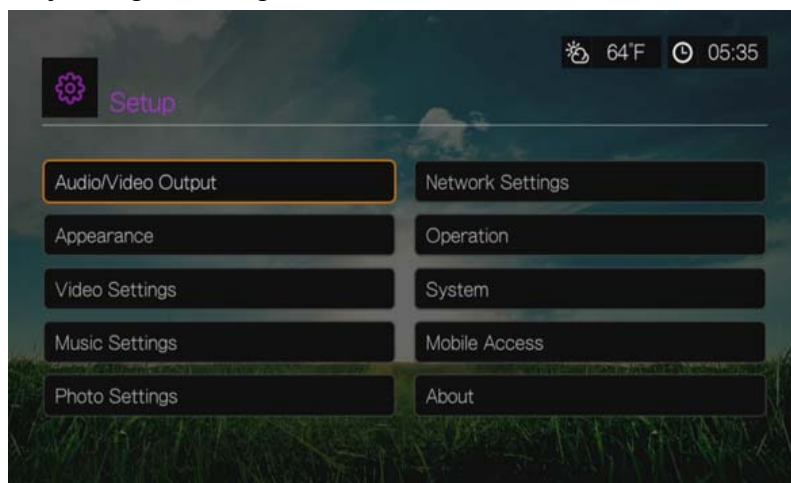 64°F 05:35
Setup
Audio/Video Output
Network Settings
Appearance
Operation
Video Settings
System
Music Settings
Mobile Access
Photo Settings
About